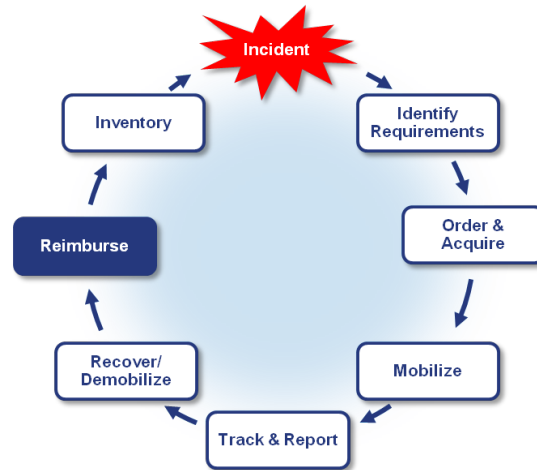 Incident
Identify
Requirements
Order &
Acquire
Mobilize
Track & Report
Recover/
Demobilize
Reimburse
Inventory